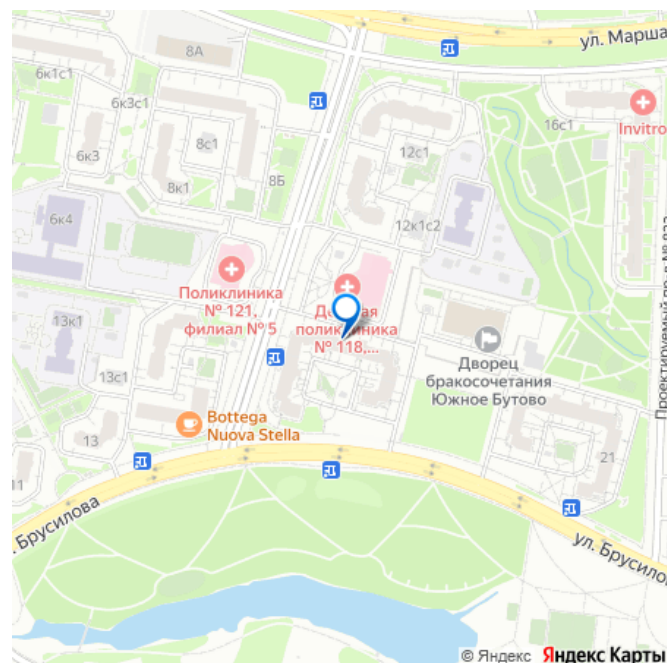 8А
ул. Марша
6к1с1
6к3с1
8с1
6к3
8к1
8Б
12с1
16с1
Invitro
12к1с2
6к4
Поликлиника
№ 121,
филиал № 5
поликлиника
№ 118,...
13к1
13с1
Дворец
бракосочетания
Южное Бутово
Bottega
Nuova Stella
13
11
21
Брусилова
ул. Брусило
© Яндекс Яндекс Карты